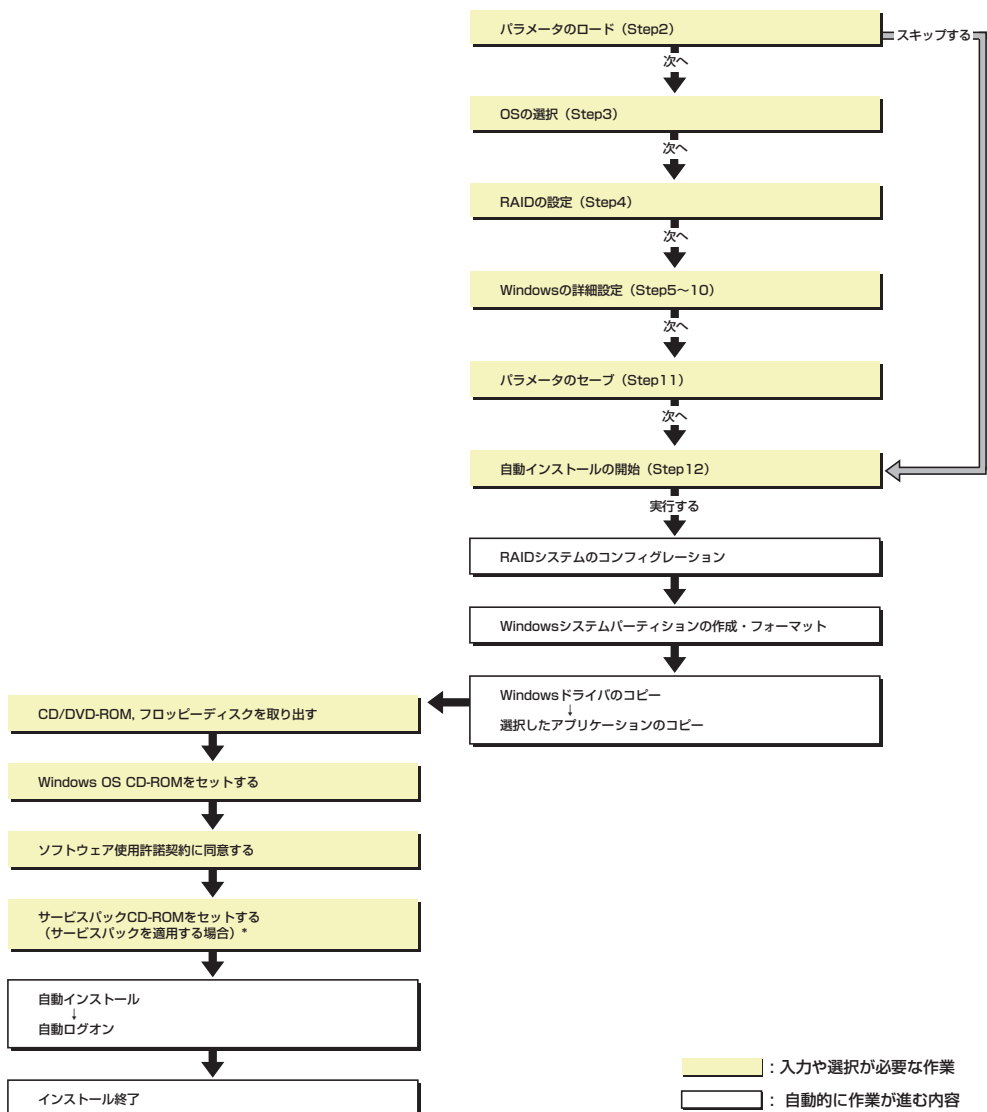 パラメータのロード（Step2）
スキップする
次へ
OSの選択（Step3）
次へ
RAIDの設定（Step4）
次へ
Windowsの詳細設定（Step5～10）
次へ
パラメータのセーブ（Step11）
次へ
自動インストールの開始（Step12）
実行する
RAIDシステムのコンフィグレーション
Windowsシステムパーティションの作成・フォーマット
Windowsドライバのコピー
↓
選択したアプリケーションのコピー
CD/DVD-ROM, フロッピーディスクを取り出す
Windows OS CD-ROMをセットする
ソフトウェア使用許諾契約に同意する
サービスパックCD-ROMをセットする
（サービスパックを適用する場合）*
自動インストール
↓
自動ログオン
インストール終了
：入力や選択が必要な作業
： 自動的に作業が進む内容